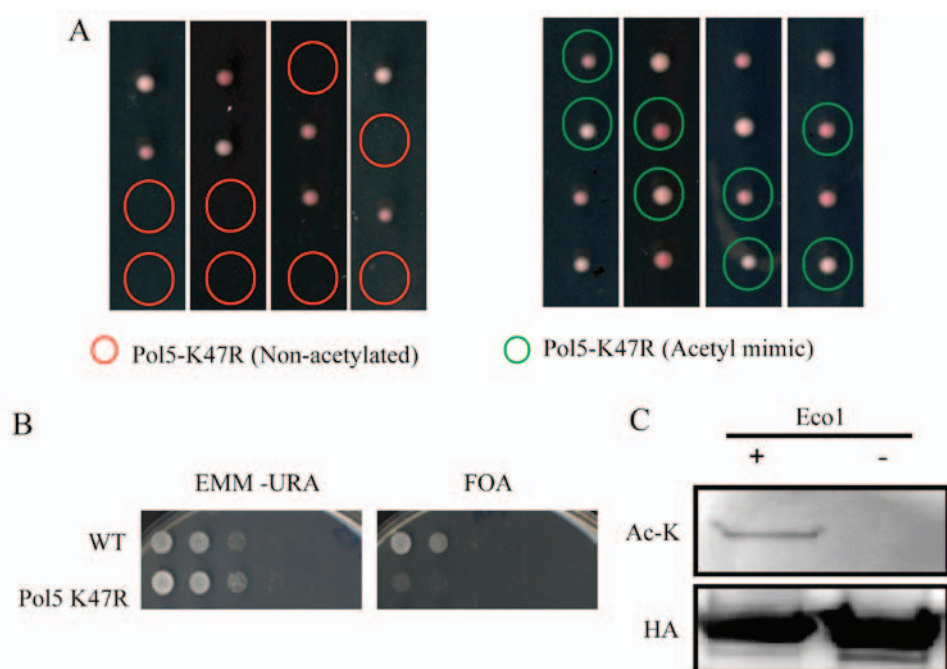 A
Pol5-K47R (Non-acetylated)
Pol5-K47R (Acetyl mimic)
B
EMM -URA
FOA
WT
Pol5 K47R
C
Eco1
+ -
Ac-K
HA